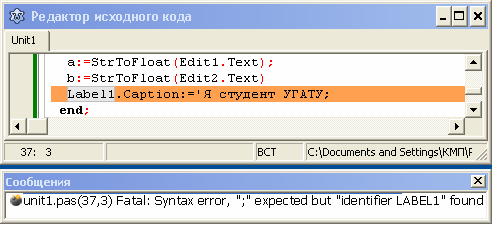 Редактор исходного кода
Unit1
a:=StrToFloat(Edit1.Text);
b:=StrToFloat(Edit2.Text)
Label1.Caption:='Я студент УГАТУ;
end;
37: 3 ВСТ C:\Documents and Settings\КМП\F
Сообщения
unit1.pas(37,3) Fatal: Syntax error, ";" expected but "identifier LABEL1" found